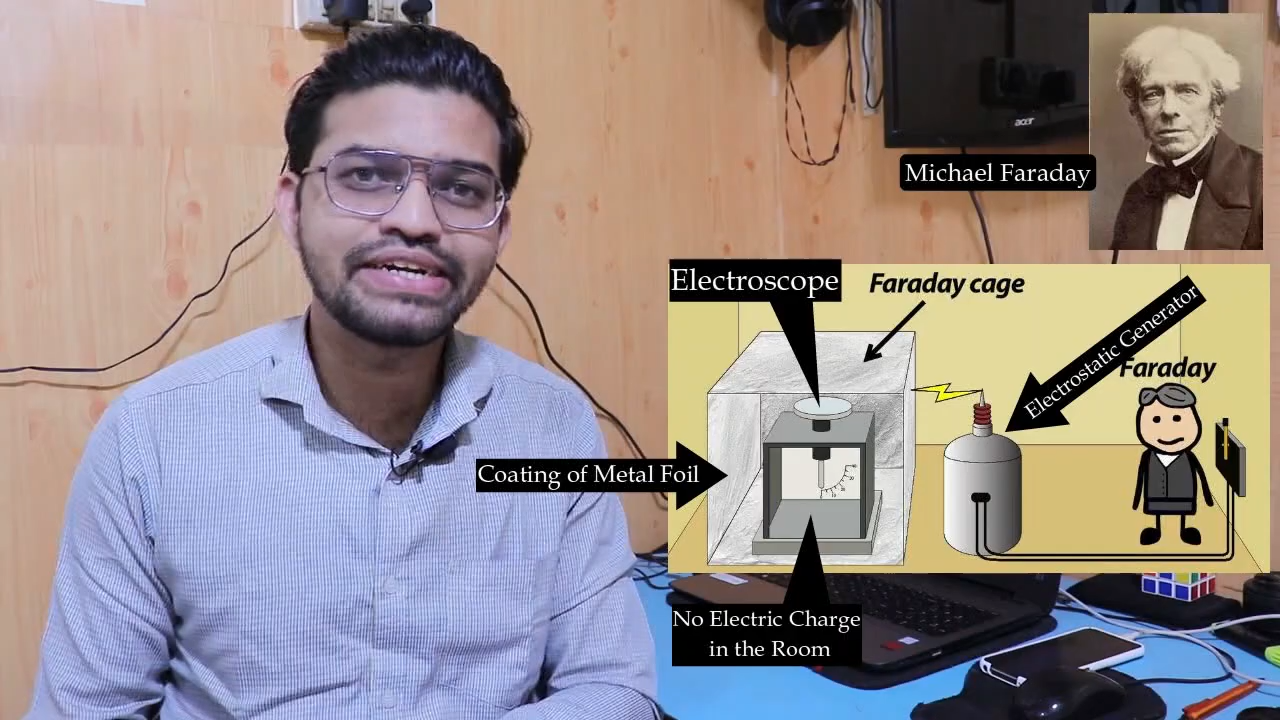 acer
Michael Faraday
Electroscope
Faraday cage
Electrostatic Generator
Faraday
Coating of Metal Foil
No Electric Charge
in the Room